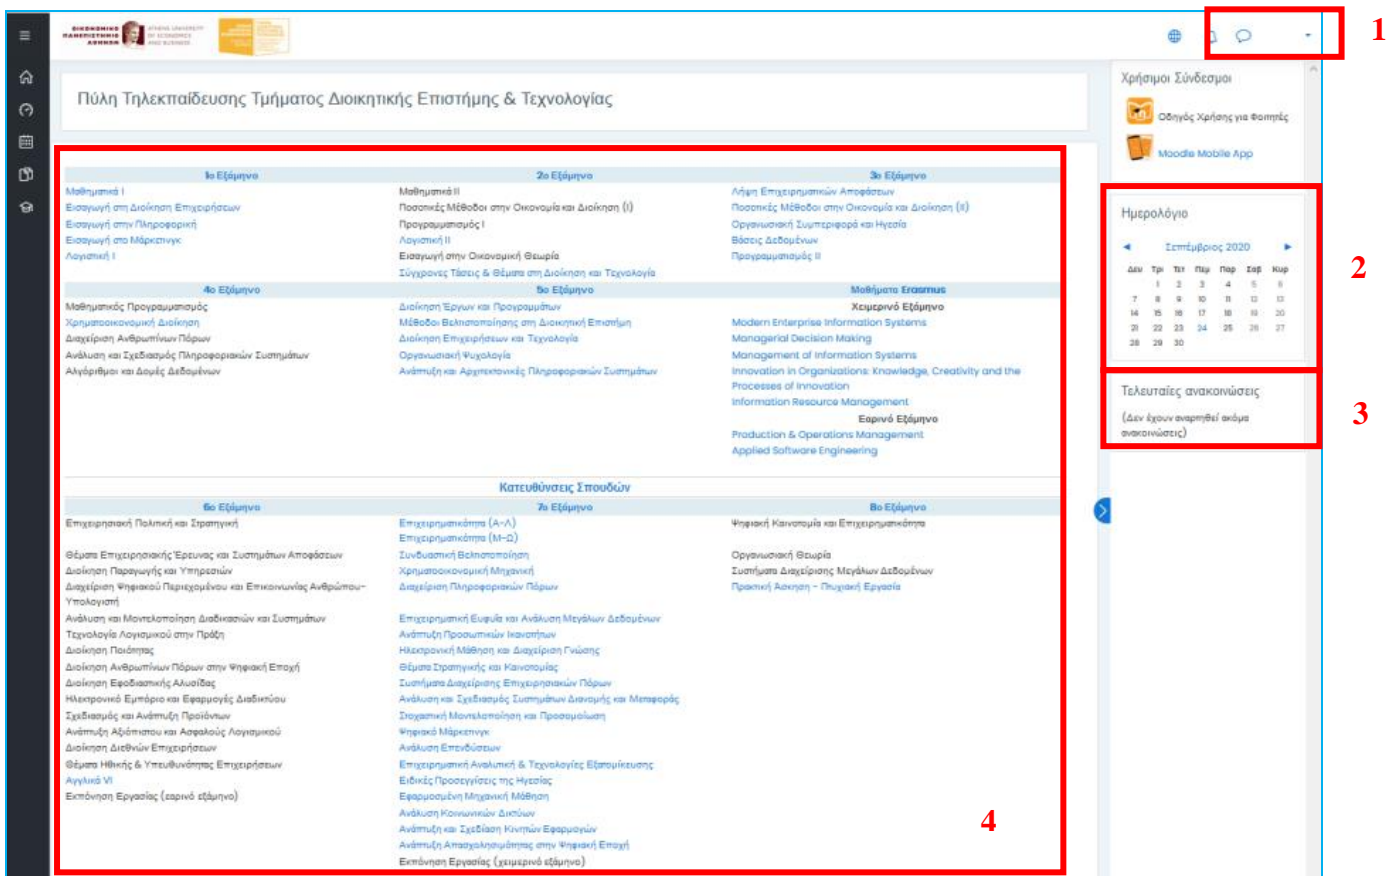 ΟΙΚΟΝΟΜΙΚΟ
ΠΑΝΕΠΙΣΤΗΜΙΟ
ΑΘΗΝΩΝ
ATHENS UNIVERSITY
OF ECONOMICS
AND BUSINESS
1
Πύλη Τηλεκπαίδευσης Τμήματος Διοικητικής Επιστήμης & Τεχνολογίας
Χρήσιμοι Σύνδεσμοι
Οδηγός Χρήσης για Φοιτητές
Moodle Mobile App
1ο Εξάμηνο
Μαθηματικά I
Εισαγωγή στη Διοίκηση Επιχειρήσεων
Εισαγωγή στην Πληροφορική
Εισαγωγή στο Μάρκετινγκ
Λογιστική I
2ο Εξάμηνο
Μαθηματικά II
Ποσοτικές Μέθοδοι στην Οικονομία και Διοίκηση (I)
Προγραμματισμός I
Λογιστική II
Εισαγωγή στην Οικονομική Θεωρία
Σύγχρονες Τάσεις & Θέματα στη Διοίκηση και Τεχνολογία
3ο Εξάμηνο
Λήψη Επιχειρηματικών Αποφάσεων
Ποσοτικές Μέθοδοι στην Οικονομία και Διοίκηση (II)
Οργανωσιακή Συμπεριφορά και Ηγεσία
Βάσεις Δεδομένων
Προγραμματισμός II
4ο Εξάμηνο
Μαθηματικός Προγραμματισμός
Χρηματοοικονομική Διοίκηση
Διαχείριση Ανθρωπίνων Πόρων
Ανάλυση και Σχεδιασμός Πληροφοριακών Συστημάτων
Αλγόριθμοι και Δομές Δεδομένων
5ο Εξάμηνο
Διοίκηση Έργων και Προγραμμάτων
Μέθοδοι Βελτιστοποίησης στη Διοικητική Επιστήμη
Διοίκηση Επιχειρήσεων και Τεχνολογία
Οργανωσιακή Ψυχολογία
Ανάπτυξη και Αρχιτεκτονικές Πληροφοριακών Συστημάτων
Μαθήματα Erasmus
Χειμερινό Εξάμηνο
Modern Enterprise Information Systems
Managerial Decision Making
Management of Information Systems
Innovation in Organizations: Knowledge, Creativity and the
Processes of Innovation
Information Resource Management
Εαρινό Εξάμηνο
Production & Operations Management
Applied Software Engineering
Κατευθύνσεις Σπουδών
6ο Εξάμηνο
Επιχειρησιακή Πολιτική και Στρατηγική
Θέματα Επιχειρησιακής Έρευνας και Συστημάτων Αποφάσεων
Διοίκηση Παραγωγής και Υπηρεσιών
Διαχείριση Ψηφιακού Περιεχομένου και Επικοινωνίας Ανθρώπου-
Υπολογιστή
Ανάλυση και Μοντελοποίηση Διαδικασιών και Συστημάτων
Τεχνολογία Λογισμικού στην Πράξη
Διοίκηση Ποιότητας
Διοίκηση Ανθρωπίνων Πόρων στην Ψηφιακή Εποχή
Διοίκηση Εφοδιαστικής Αλυσίδας
Ηλεκτρονικό Εμπόριο και Εφαρμογές Διαδικτύου
Σχεδιασμός και Ανάπτυξη Προϊόντων
Ανάπτυξη Αξιόπιστου και Ασφαλούς Λογισμικού
Διοίκηση Διεθνών Επιχειρήσεων
Θέματα Ηθικής & Υπευθυνότητας Επιχειρήσεων
Αγγλικά VI
Εκπόνηση Εργασίας (εαρινό εξάμηνο)
7ο Εξάμηνο
Επιχειρηματικότητα (Α-Λ)
Επιχειρηματικότητα (Μ-Ω)
Συνδυαστική Βελτιστοποίηση
Χρηματοοικονομική Μηχανική
Διαχείριση Πληροφοριακών Πόρων
Επιχειρηματική Ευφυΐα και Ανάλυση Μεγάλων Δεδομένων
Ανάπτυξη Προσωπικών Ικανοτήτων
Ηλεκτρονική Μάθηση και Διαχείριση Γνώσης
Θέματα Στρατηγικής και Καινοτομίας
Συστήματα Διαχείρισης Επιχειρησιακών Πόρων
Ανάλυση και Σχεδιασμός Συστημάτων Διανομής και Μεταφοράς
Στοχαστική Μοντελοποίηση και Προσομοίωση
Ψηφιακό Μάρκετινγκ
Ανάλυση Επενδύσεων
Επιχειρηματική Αναλυτική & Τεχνολογίες Εξατομίκευσης
Ειδικές Προσεγγίσεις της Ηγεσίας
Εφαρμοσμένη Μηχανική Μάθηση
Ανάλυση Κοινωνικών Δικτύων
Ανάπτυξη και Σχεδίαση Κινητών Εφαρμογών
Ανάπτυξη Απασχολησιμότητας στην Ψηφιακή Εποχή
Εκπόνηση Εργασίας (χειμερινό εξάμηνο)
8ο Εξάμηνο
Ψηφιακή Καινοτομία και Επιχειρηματικότητα
Οργανωσιακή Θεωρία
Συστήματα Διαχείρισης Μεγάλων Δεδομένων
Πρακτική Άσκηση - Πτυχιακή Εργασία
4
Ημερολόγιο
Σεπτέμβριος 2020
Δευ Τρι Τετ Πεμ Παρ Σαβ Κυρ
1 2 3 4 5 6
7 8 9 10 11 12 13
14 15 16 17 18 19 20
21 22 23 24 25 26 27
28 29 30
2
Τελευταίες ανακοινώσεις
(Δεν έχουν αναρτηθεί ακόμα
ανακοινώσεις)
3